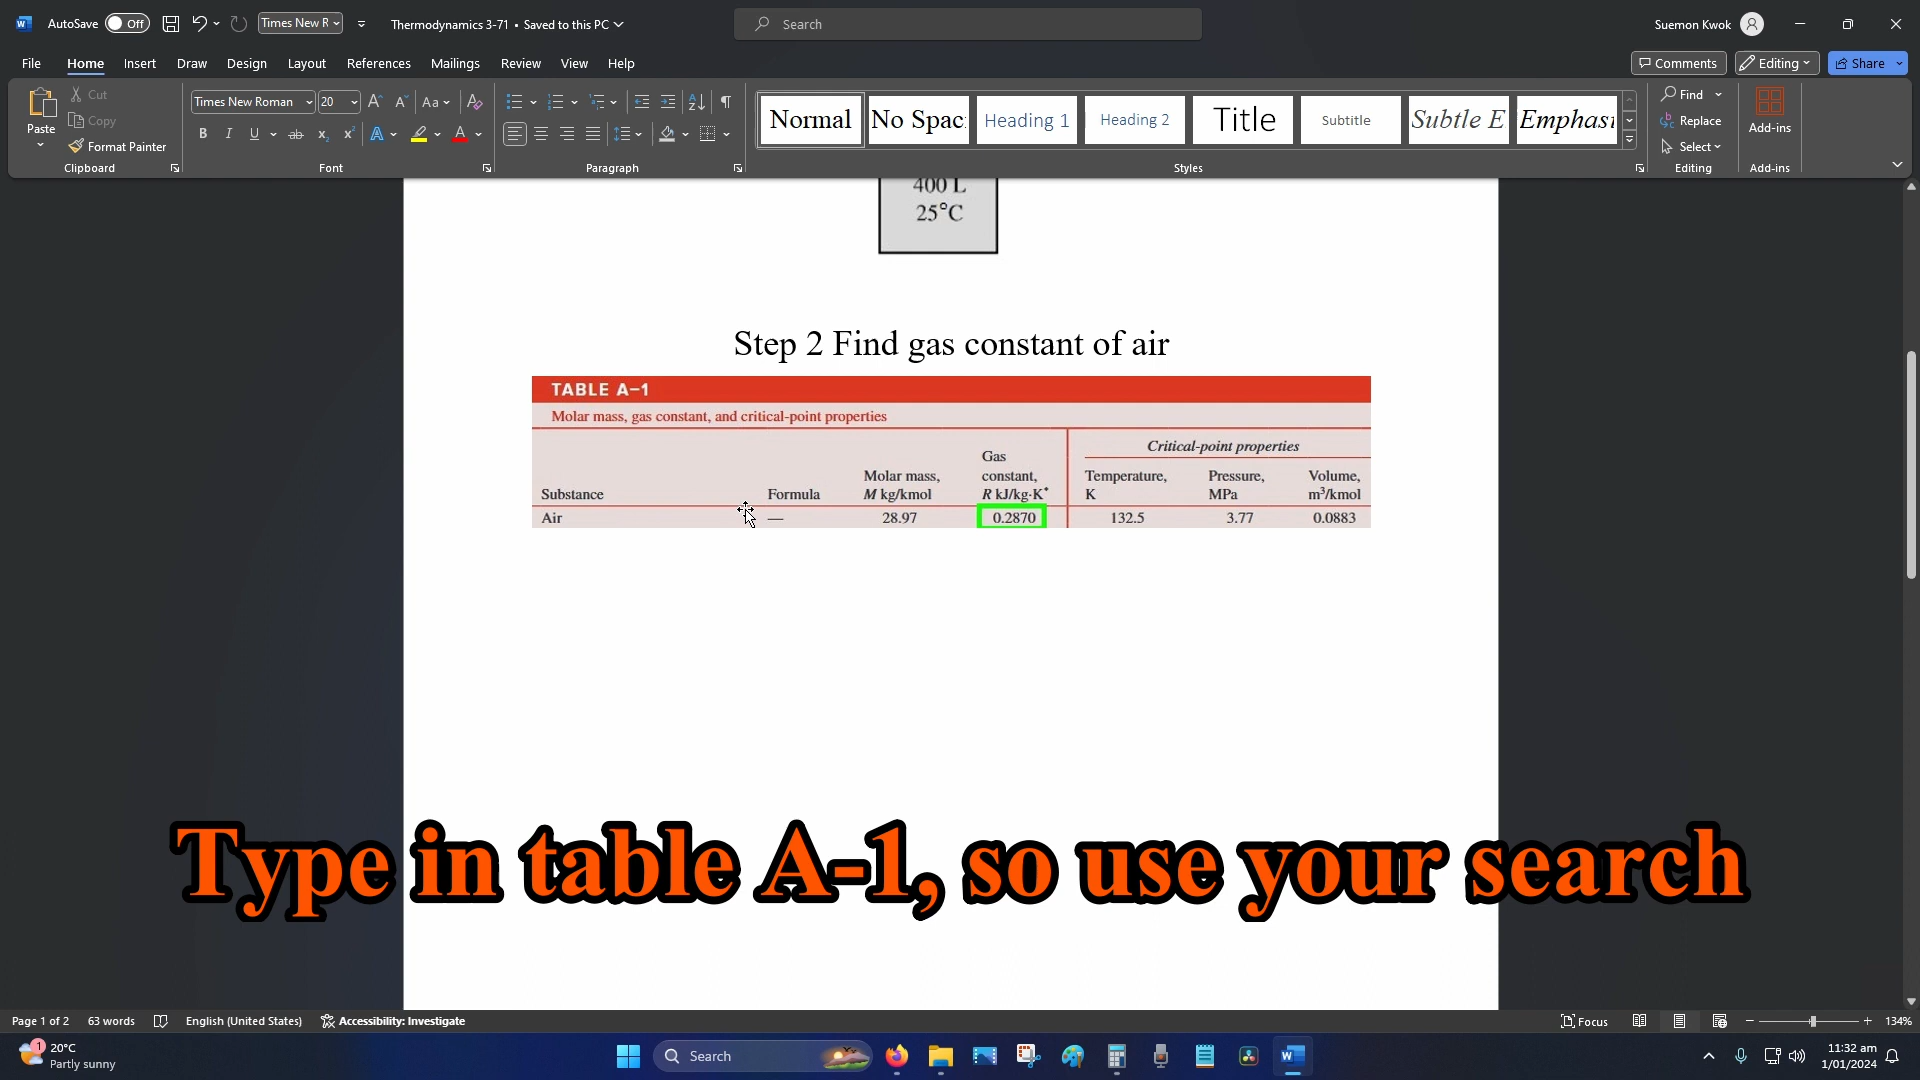 AutoSave Off Times New R Thermodynamics 3-71 • Saved to this PC Search Suemon Kwok
File Home Insert Draw Design Layout References Mailings Review View Help Comments Editing Share
Paste Cut Copy Format Painter
Clipboard
Times New Roman 20 Aa
B I U ab x₂ x² A A
Font
Paragraph
Normal No Spac Heading 1 Heading 2 Title Subtitle Subtle E Emphasi
Styles
Find Replace Select
Editing
Add-ins
Add-ins
400 L
25°C
Step 2 Find gas constant of air
TABLE A–1
Molar mass, gas constant, and critical-point properties
Critical-point properties
Gas
Molar mass, constant, Temperature, Pressure, Volume,
Substance Formula M kg/kmol R kJ/kg·K* K MPa m³/kmol
Air — 28.97 0.2870 132.5 3.77 0.0883
Type in table A-1, so use your search
Page 1 of 2 63 words English (United States) Accessibility: Investigate Focus 134%
1 20°C
Partly sunny
Search
11:32 am
1/01/2024